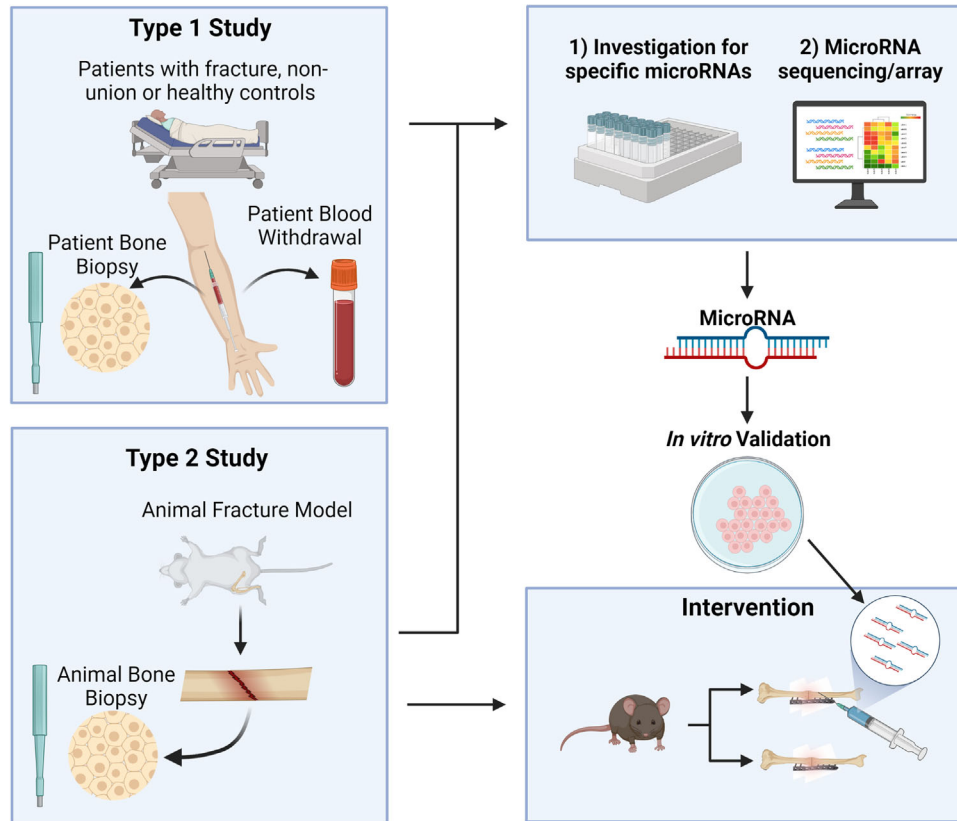 Type 1 Study
Patients with fracture, non-
union or healthy controls
Patient Blood
Withdrawal
Patient Bone
Biopsy
Type 2 Study
Animal Fracture Model
Animal Bone
Biopsy
1) Investigation for
specific microRNAs
2) MicroRNA
sequencing/array
MicroRNA
In vitro Validation
Intervention